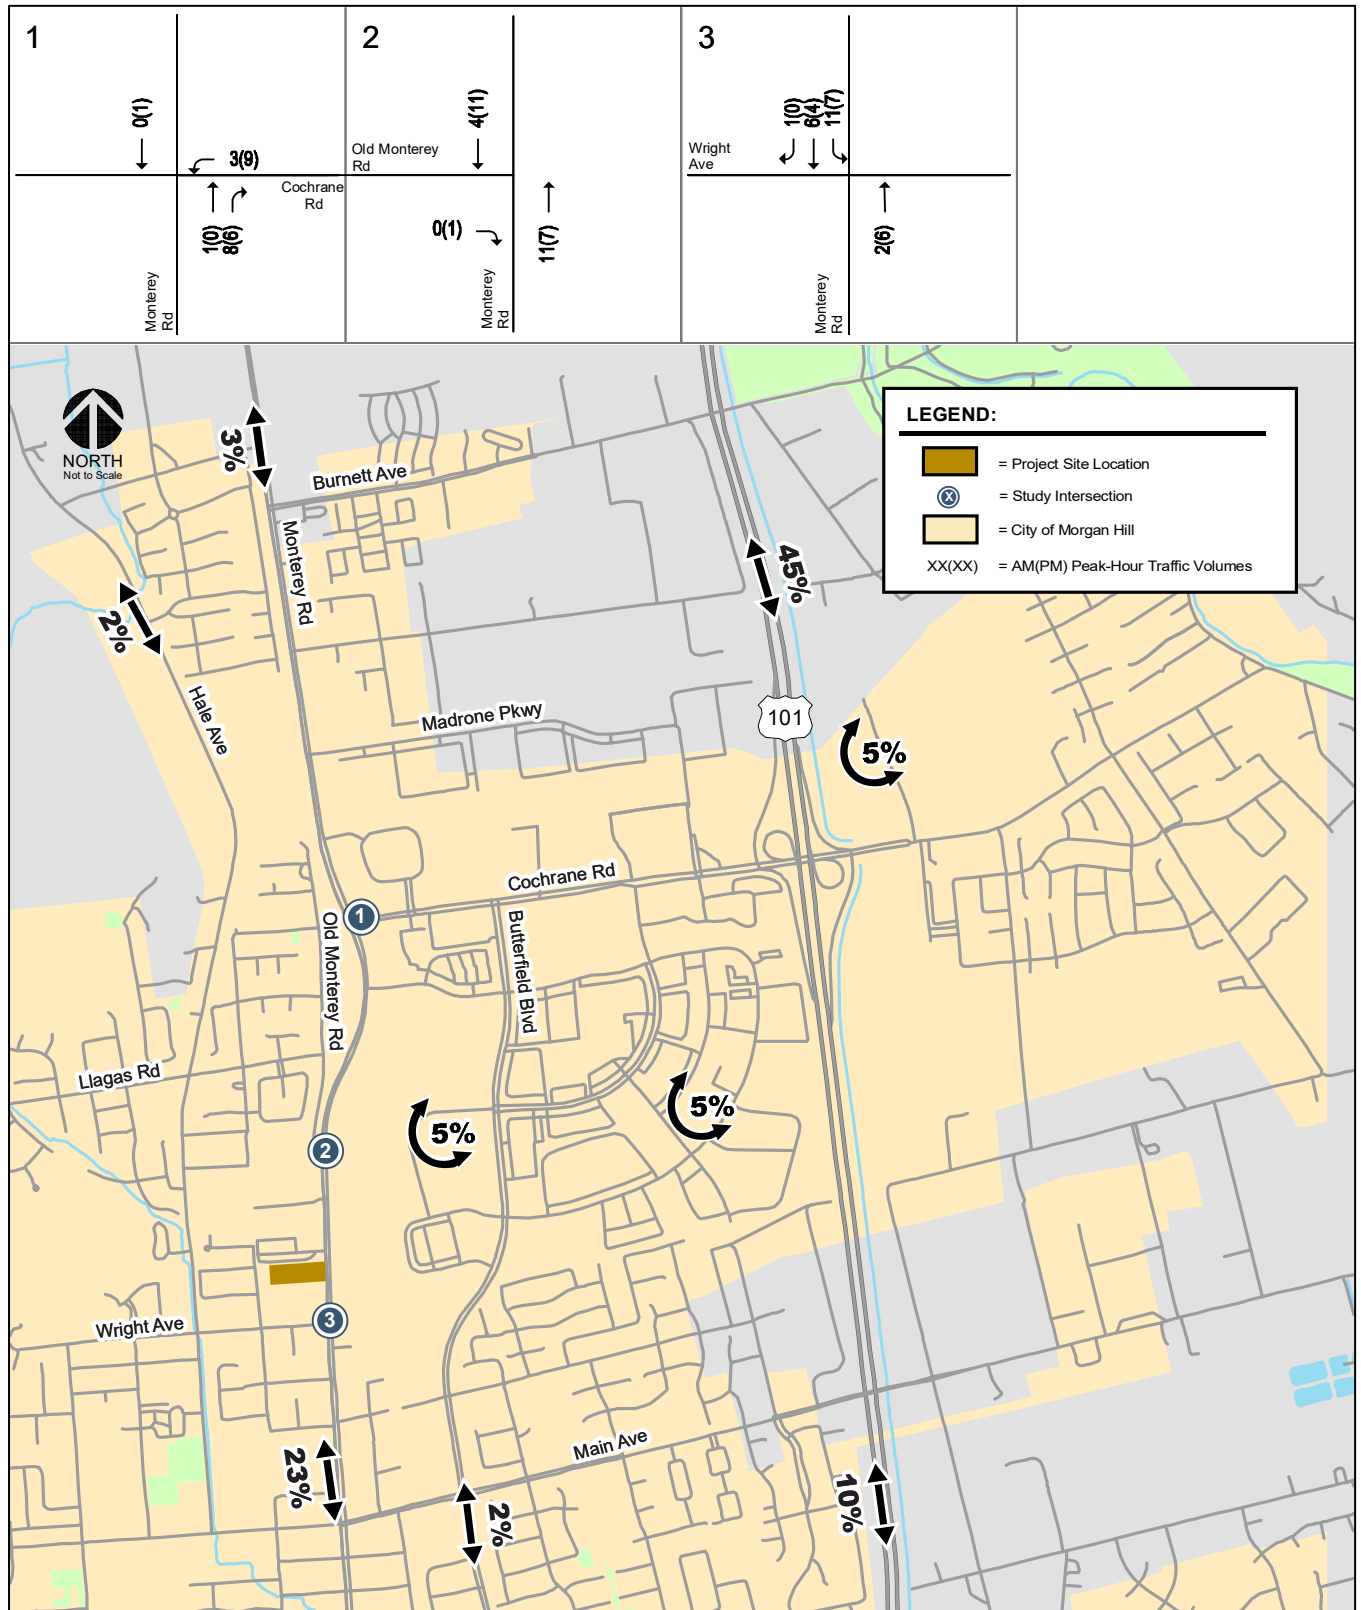 1
0(1)
3(9)
Cochrane
Rd
1(0)
8(6)
Monterey
Rd
2
4(11)
Old Monterey
Rd
0(1)
11(7)
Monterey
Rd
3
1(0)
6(4)
11(7)
Wright
Ave
2(6)
Monterey
Rd
NORTH
Not to Scale
LEGEND:
= Project Site Location
X
= Study Intersection
= City of Morgan Hill
XX(XX)
= AM(PM) Peak-Hour Traffic Volumes
3%
Burnett Ave
Monterey Rd
45%
2%
Hale Ave
Madrone Pkwy
101
5%
Cochrane Rd
1
Old Monterey Rd
Butterfield Blvd
Llagas Rd
5%
5%
2
3
Wright Ave
Main Ave
23%
2%
10%